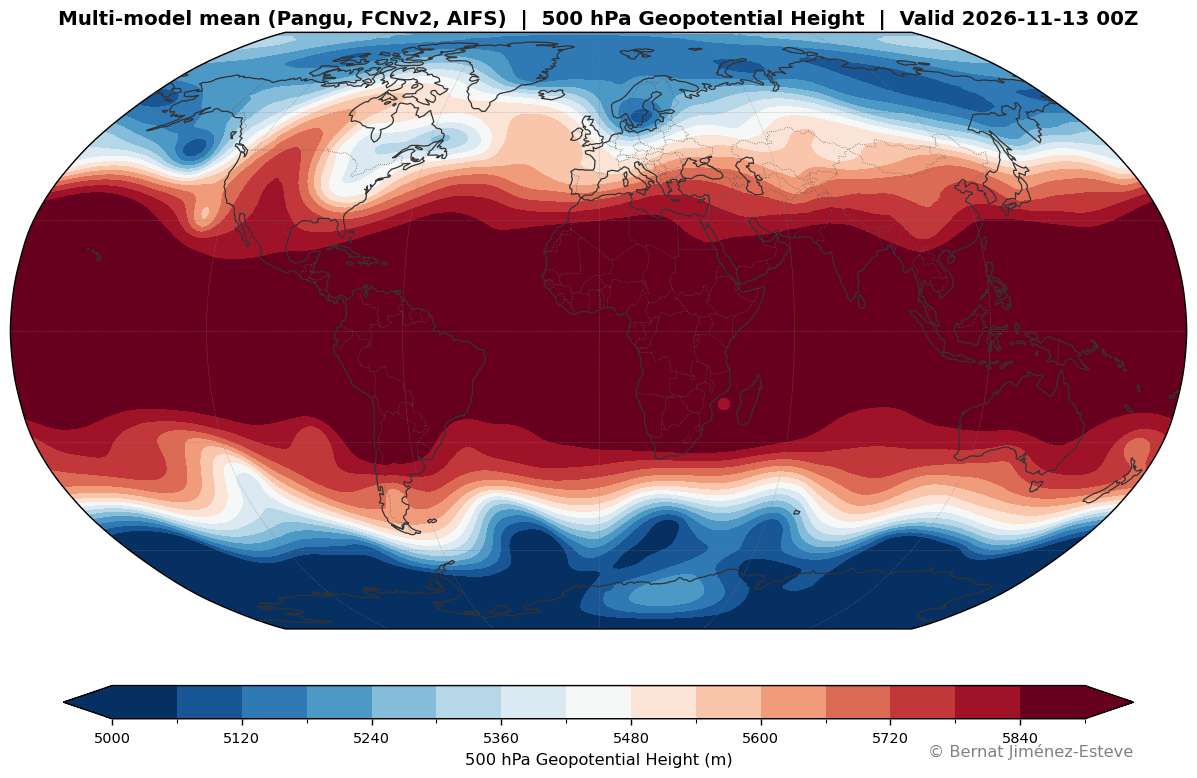 Multi-model mean (Pangu, FCNv2, AIFS)  |  500 hPa Geopotential Height  |  Valid 2026-11-13 00Z
5000 5120 5240 5360 5480 5600 5720 5840
500 hPa Geopotential Height (m)
© Bernat Jiménez-Esteve